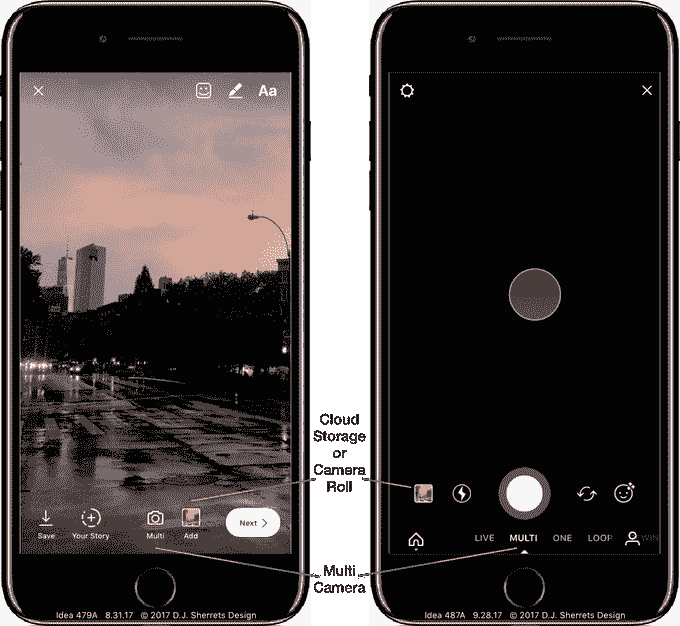 Aa
Cloud
Storage
or
Camera
Roll
Save
Your Story
Multi
Add
Next
LIVE
MULTI
ONE
LOOP
Multi
Camera
Idea 479A 8.31.17 © 2017 D.J. Sherrets Design
Idea 487A 9.28.17 © 2017 D.J. Sherrets Design